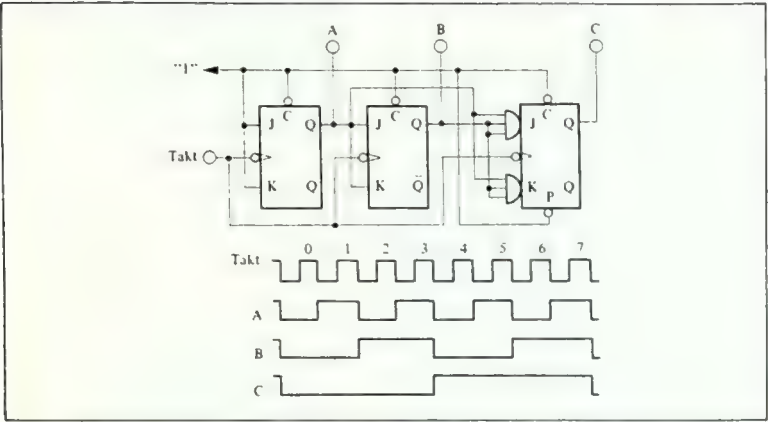 A B C
"1"
C C C
J Q J Q J Q
Takt
K Q K Q̄ K Q
P
Takt 0 1 2 3 4 5 6 7
A
B
C